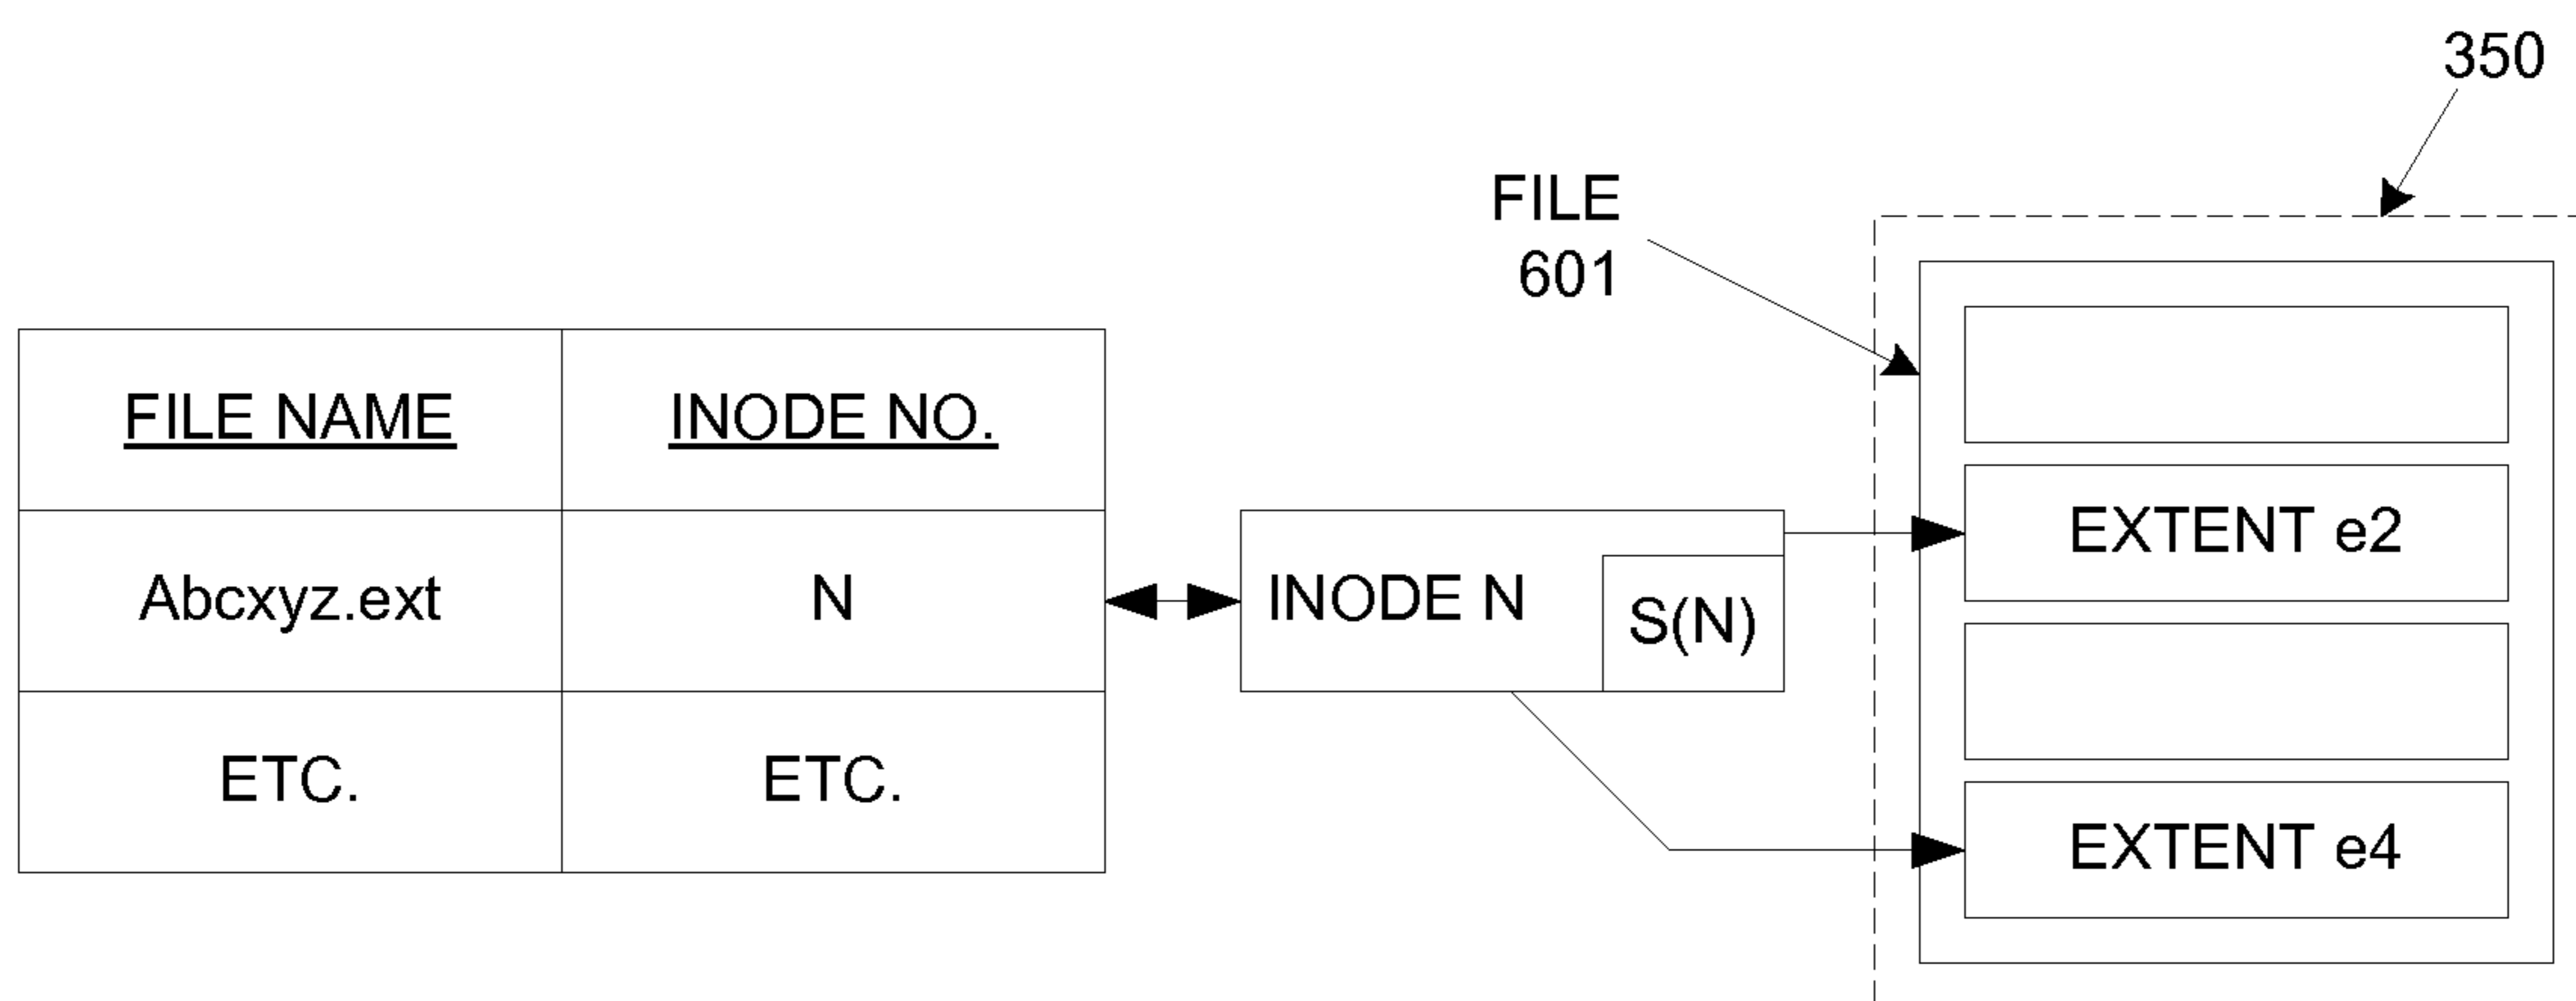 350
FILE
601
FILE NAME
INODE NO.
Abcxyz.ext
N
ETC.
ETC.
INODE N
S(N)
EXTENT e2
EXTENT e4